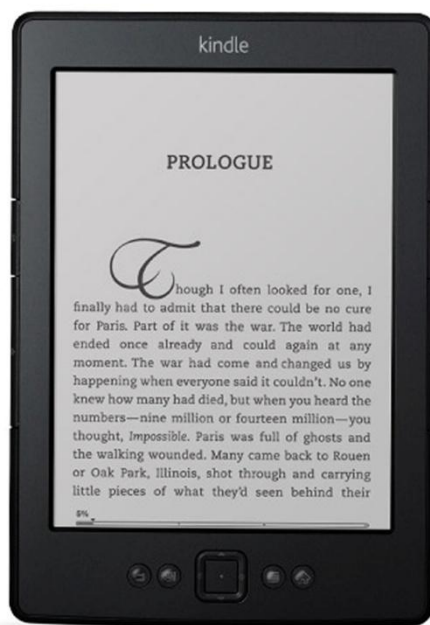 kindle
PROLOGUE
Though I often looked for one, I
finally had to admit that there could be no cure
for Paris. Part of it was the war. The world had
ended once already and could again at any
moment. The war had come and changed us by
happening when everyone said it couldn't. No one
knew how many had died, but when you heard the
numbers—nine million or fourteen million—you
thought, Impossible. Paris was full of ghosts and
the walking wounded. Many came back to Rouen
or Oak Park, Illinois, shot through and carrying
little pieces of what they'd seen behind their
6%